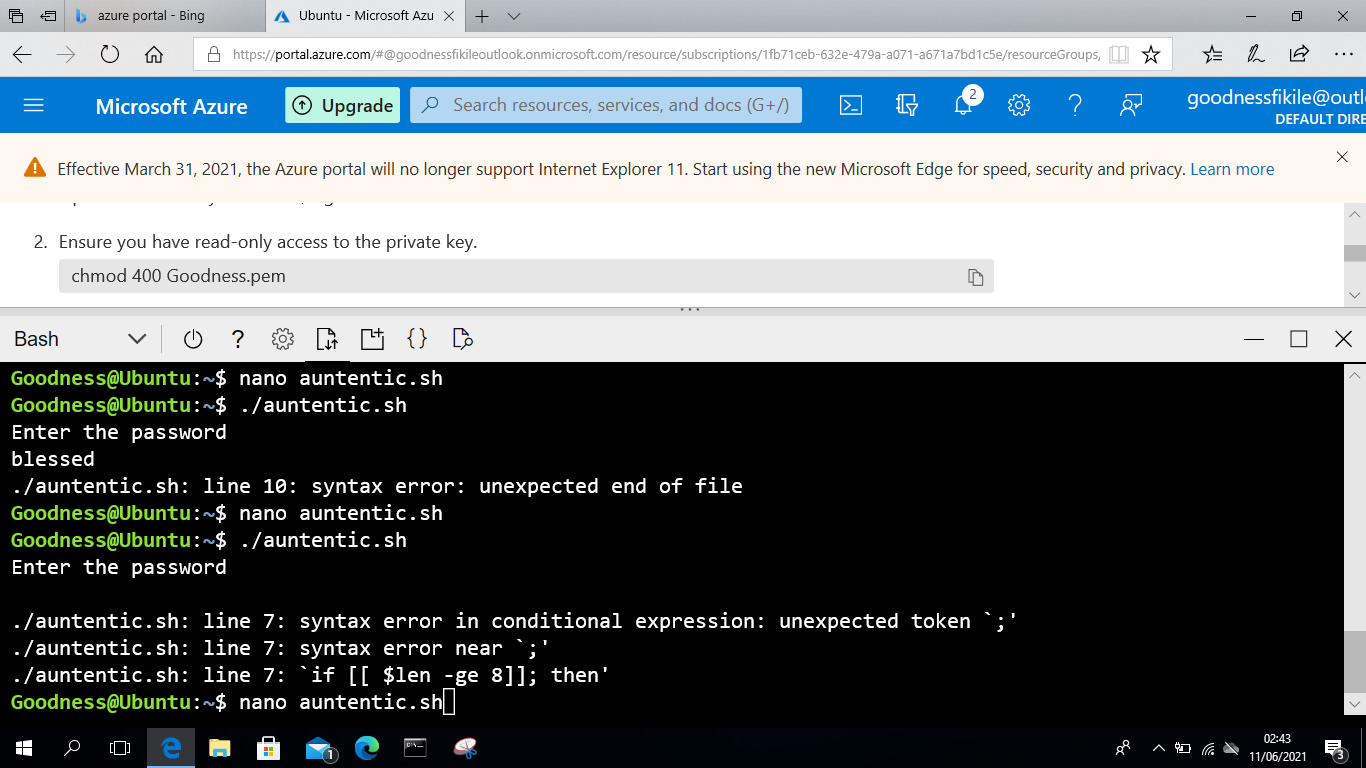 azure portal - Bing
Ubuntu - Microsoft Azu
https://portal.azure.com/#@goodnessfikileoutlook.onmicrosoft.com/resource/subscriptions/1fb71ceb-632e-479a-a071-a671a7bd1c5e/resourceGroups,
Microsoft Azure
Upgrade
Search resources, services, and docs (G+/)
2
goodnessfikile@outl
DEFAULT DIRE
Effective March 31, 2021, the Azure portal will no longer support Internet Explorer 11. Start using the new Microsoft Edge for speed, security and privacy. Learn more
2. Ensure you have read-only access to the private key.
chmod 400 Goodness.pem
Bash
Goodness@Ubuntu:~$ nano auntentic.sh
Goodness@Ubuntu:~$ ./auntentic.sh
Enter the password
blessed
./auntentic.sh: line 10: syntax error: unexpected end of file
Goodness@Ubuntu:~$ nano auntentic.sh
Goodness@Ubuntu:~$ ./auntentic.sh
Enter the password
./auntentic.sh: line 7: syntax error in conditional expression: unexpected token `;'
./auntentic.sh: line 7: syntax error near `;'
./auntentic.sh: line 7: `if [[ $len -ge 8]]; then'
Goodness@Ubuntu:~$ nano auntentic.sh
1
02:43
11/06/2021
3